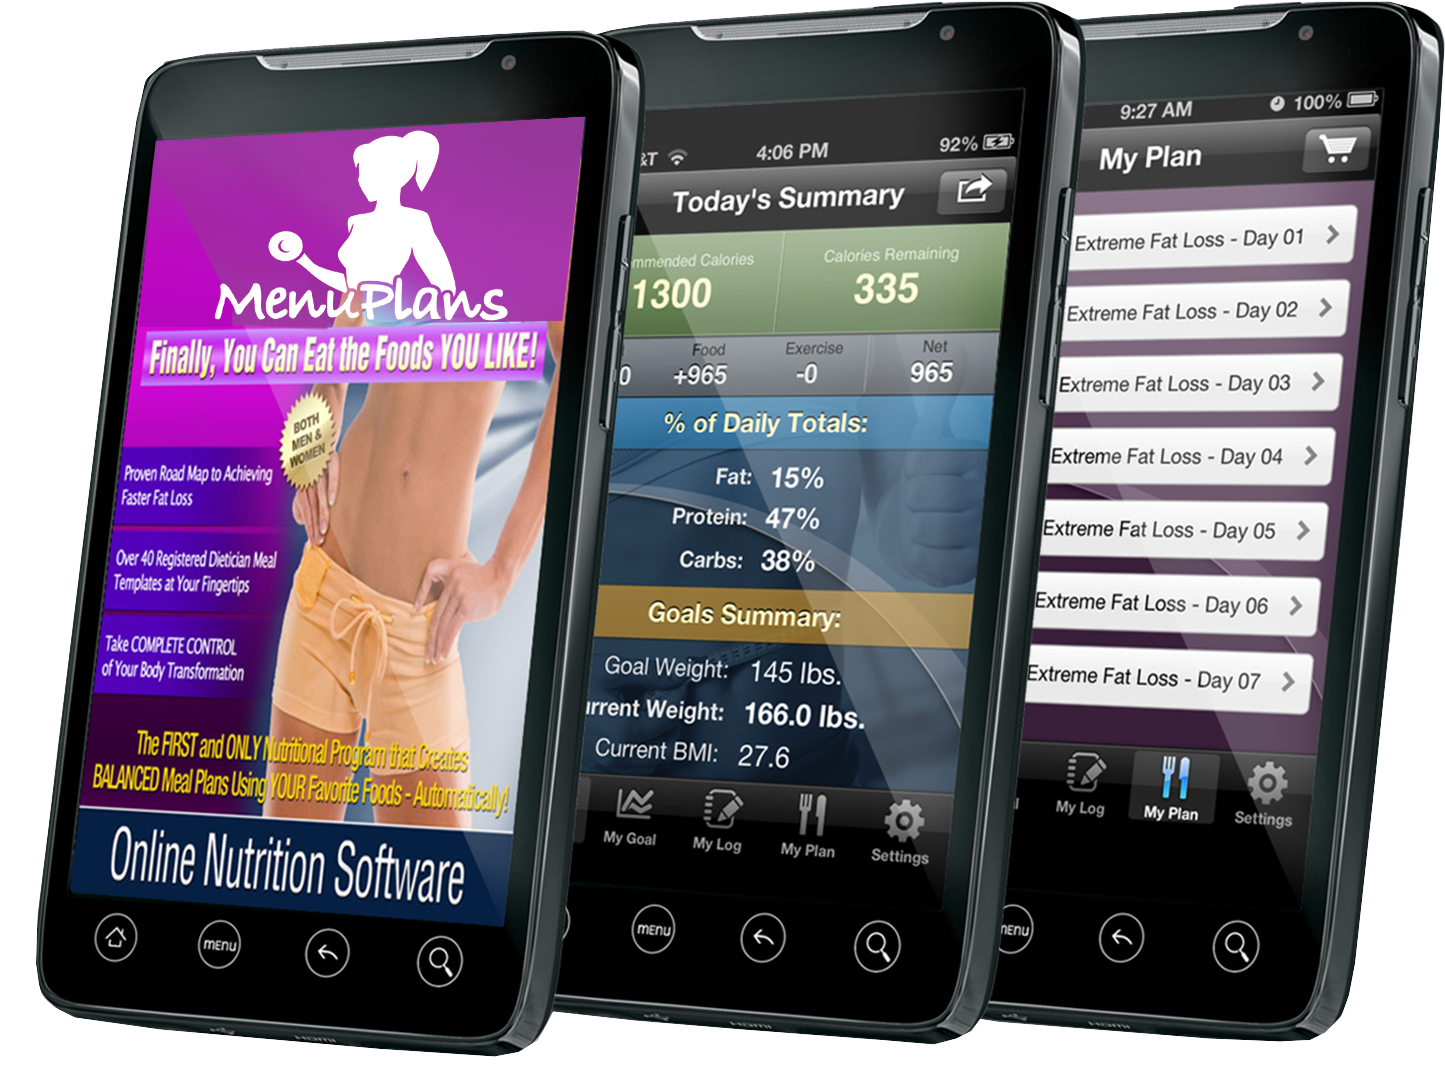 MenuPlans
Finally, You Can Eat the Foods YOU LIKE!
BOTH
MEN &
WOMEN
Proven Road Map to Achieving
Faster Fat Loss
Over 40 Registered Dietician Meal
Templates at Your Fingertips
Take COMPLETE CONTROL
of Your Body Transformation
The FIRST and ONLY Nutritional Program that Creates
BALANCED Meal Plans Using YOUR Favorite Foods - Automatically!
Online Nutrition Software
menu
HDMI
&T 4:06 PM 92%
Today's Summary
mmended Calories Calories Remaining
1300 335
Food Exercise Net
0 +965 -0 965
% of Daily Totals:
Fat: 15%
Protein: 47%
Carbs: 38%
Goals Summary:
Goal Weight: 145 lbs.
urrent Weight: 166.0 lbs.
Current BMI: 27.6
My Goal My Log My Plan Settings
menu
HDMI
9:27 AM 100%
My Plan
Extreme Fat Loss - Day 01
Extreme Fat Loss - Day 02
Extreme Fat Loss - Day 03
Extreme Fat Loss - Day 04
Extreme Fat Loss - Day 05
Extreme Fat Loss - Day 06
Extreme Fat Loss - Day 07
al My Log My Plan Settings
enu
HDMI